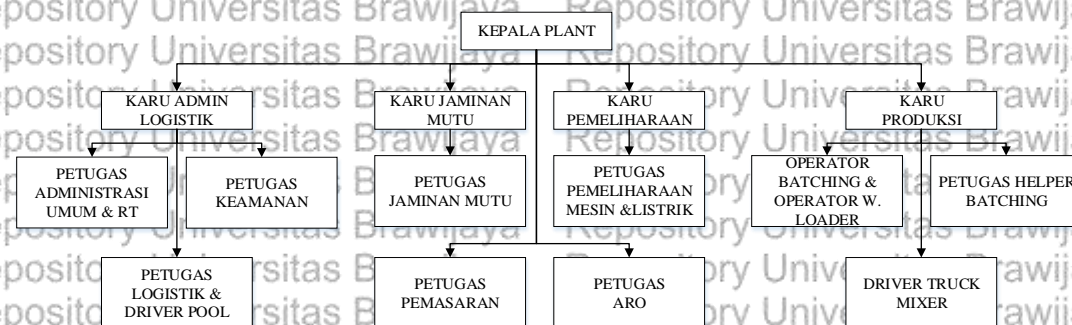 KEPALA PLANT
KARU ADMIN
LOGISTIK
KARU JAMINAN
MUTU
KARU
PEMELIHARAAN
KARU
PRODUKSI
PETUGAS
ADMINISTRASI
UMUM & RT
PETUGAS
KEAMANAN
PETUGAS
JAMINAN MUTU
PETUGAS
PEMELIHARAAN
MESIN &LISTRIK
OPERATOR
BATCHING &
OPERATOR W.
LOADER
PETUGAS HELPER
BATCHING
PETUGAS
LOGISTIK &
DRIVER POOL
PETUGAS
PEMASARAN
PETUGAS
ARO
DRIVER TRUCK
MIXER
Repository Universitas Brawijaya